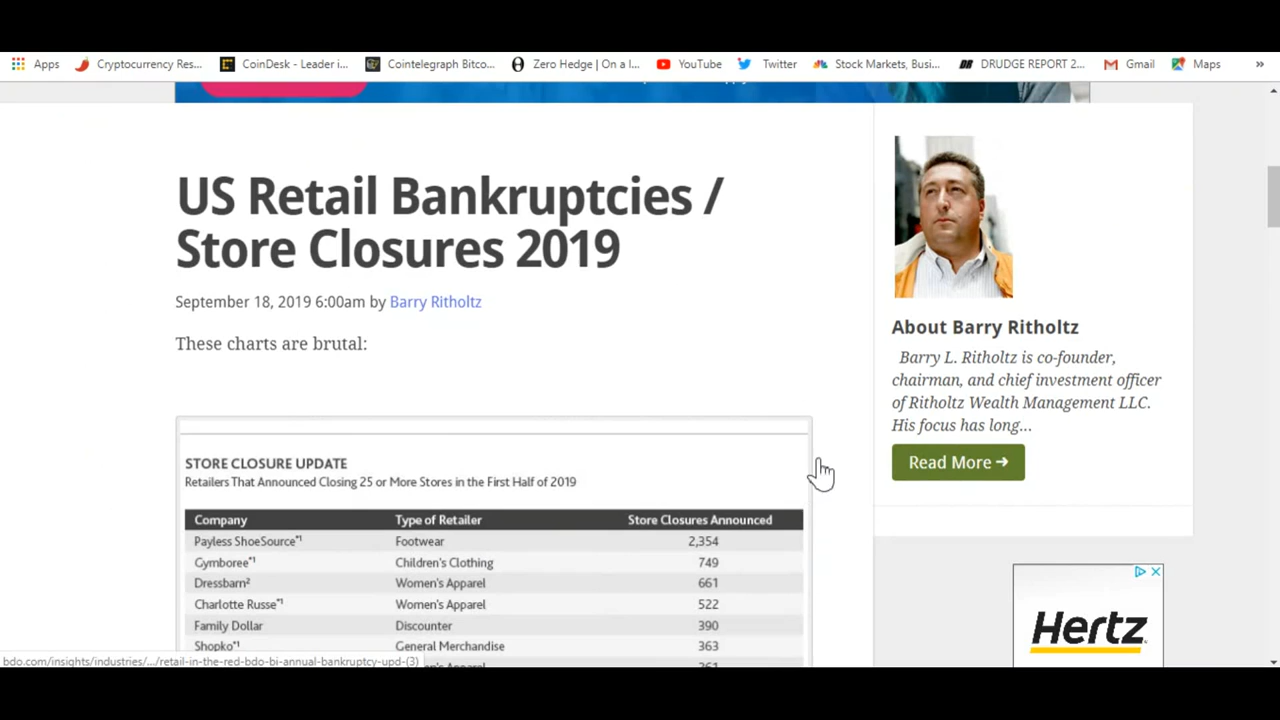 Apps
Cryptocurrency Res...
CoinDesk - Leader i...
Cointelegraph Bitco...
Zero Hedge | On a l...
YouTube
Twitter
Stock Markets, Busi...
DR DRUDGE REPORT 2...
Gmail
Maps
»
US Retail Bankruptcies /
Store Closures 2019
September 18, 2019 6:00am by Barry Ritholtz
These charts are brutal:
STORE CLOSURE UPDATE
Retailers That Announced Closing 25 or More Stores in the First Half of 2019
Company Type of Retailer Store Closures Announced
Payless ShoeSource*1 Footwear 2,354
Gymboree*1 Children's Clothing 749
Dressbarn2 Women's Apparel 661
Charlotte Russe*1 Women's Apparel 522
Family Dollar Discounter 390
Shopko*1 General Merchandise 363
bdo.com/insights/industries/.../retail-in-the-red-bdo-bi-annual-bankruptcy-upd-(3)
About Barry Ritholtz
Barry L. Ritholtz is co-founder,
chairman, and chief investment officer
of Ritholtz Wealth Management LLC.
His focus has long...
Read More ➔
Hertz